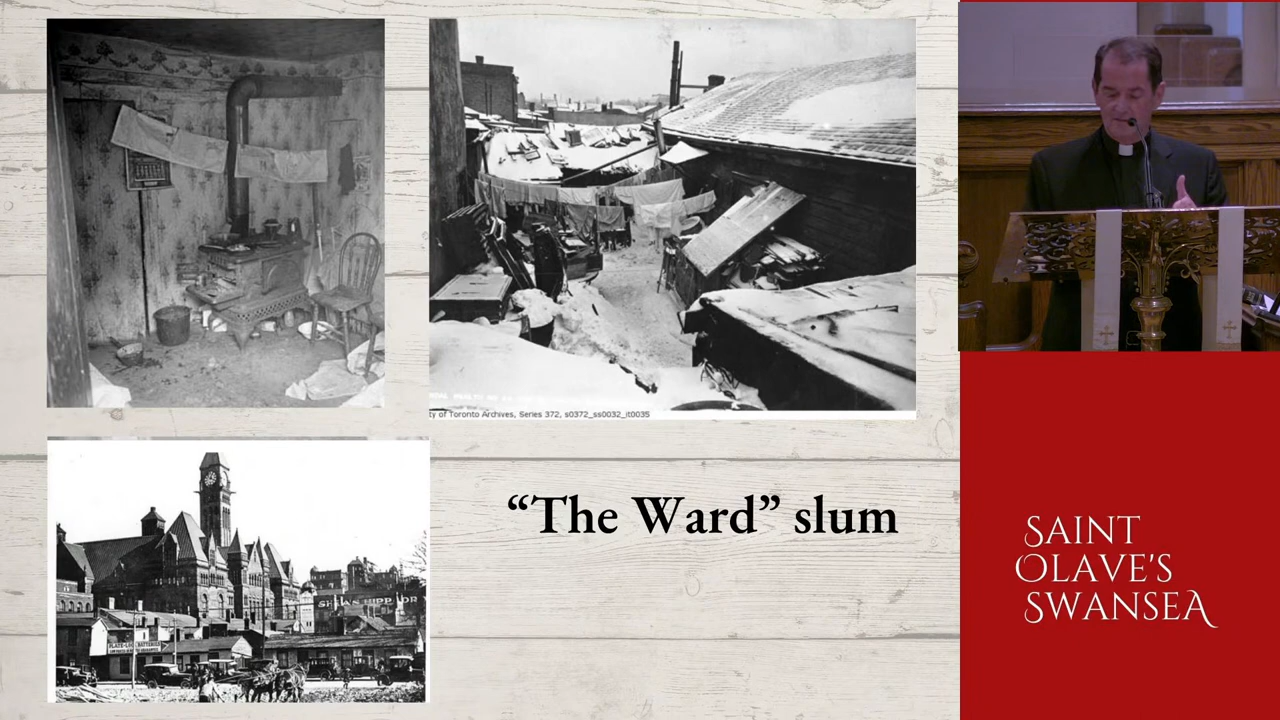 ty of Toronto Archives, Series 372, s0372_ss0032_it0035
“The Ward” slum
SAINT
OLAVE'S
SWANSEA